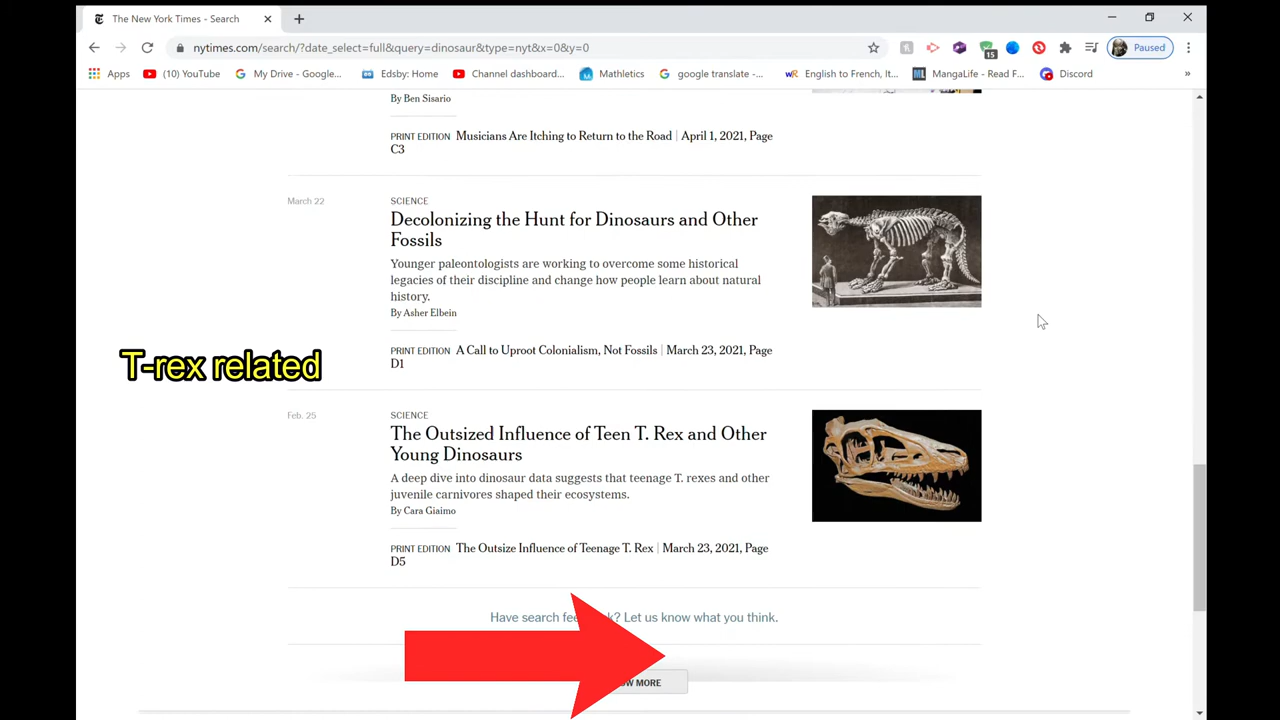 The New York Times - Search
nytimes.com/search/?date_select=full&query=dinosaur&type=nyt&x=0&y=0
15
Paused
Apps
(10) YouTube
My Drive - Google...
Edsby: Home
Channel dashboard...
Mathletics
google translate -...
English to French, It...
MangaLife - Read F...
Discord
»
By Ben Sisario
PRINT EDITION Musicians Are Itching to Return to the Road | April 1, 2021, Page
C3
March 22
SCIENCE
Decolonizing the Hunt for Dinosaurs and Other
Fossils
Younger paleontologists are working to overcome some historical
legacies of their discipline and change how people learn about natural
history.
By Asher Elbein
PRINT EDITION A Call to Uproot Colonialism, Not Fossils | March 23, 2021, Page
D1
T-rex related
Feb. 25
SCIENCE
The Outsized Influence of Teen T. Rex and Other
Young Dinosaurs
A deep dive into dinosaur data suggests that teenage T. rexes and other
juvenile carnivores shaped their ecosystems.
By Cara Giaimo
PRINT EDITION The Outsize Influence of Teenage T. Rex | March 23, 2021, Page
D5
Have search k? Let us know what you think.
MORE